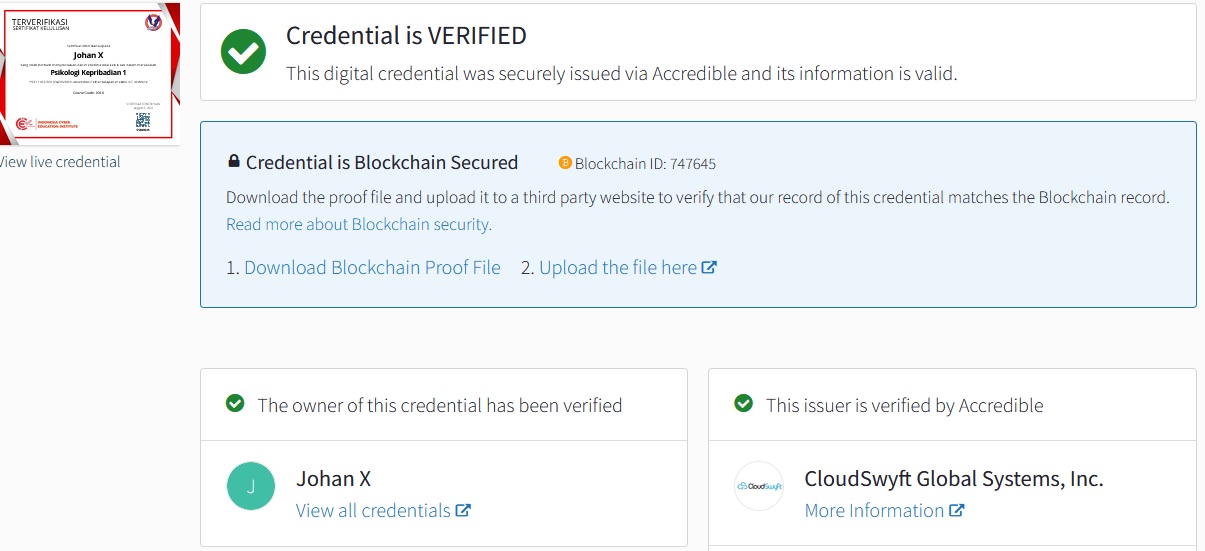 TERVERIFIKASI
SERTIFIKAT KELULUSAN
Johan X
Psikologi Kepribadian 1
INDONESIA CYBER
EDUCATION INSTITUTE
View live credential
Credential is VERIFIED
This digital credential was securely issued via Accredible and its information is valid.
Credential is Blockchain Secured Blockchain ID: 747645
Download the proof file and upload it to a third party website to verify that our record of this credential matches the Blockchain record.
Read more about Blockchain security.
1. Download Blockchain Proof File 2. Upload the file here
The owner of this credential has been verified
J
Johan X
View all credentials
This issuer is verified by Accredible
CloudSwyft
CloudSwyft Global Systems, Inc.
More Information